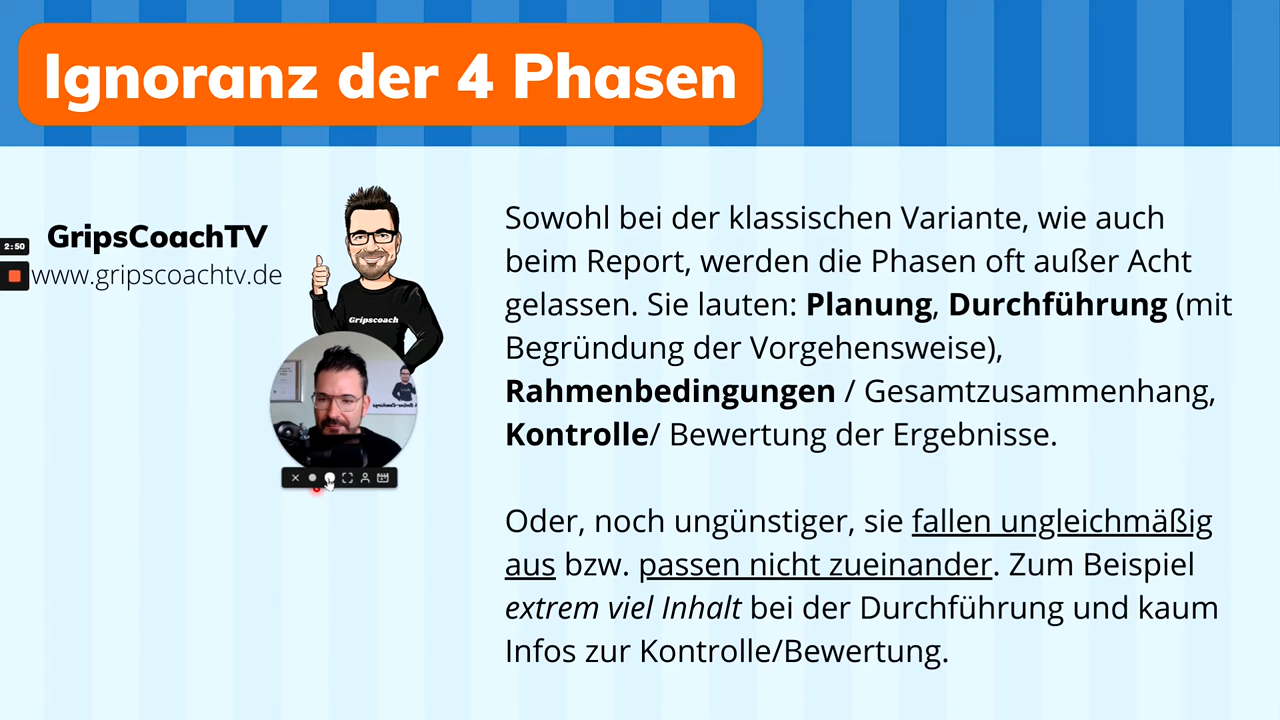 Ignoranz der 4 Phasen
GripsCoachTV
www.gripscoachtv.de
2:50
Gripscoach
Sowohl bei der klassischen Variante, wie auch
beim Report, werden die Phasen oft außer Acht
gelassen. Sie lauten: Planung, Durchführung (mit
Begründung der Vorgehensweise),
Rahmenbedingungen / Gesamtzusammenhang,
Kontrolle/ Bewertung der Ergebnisse.
Oder, noch ungünstiger, sie fallen ungleichmäßig
aus bzw. passen nicht zueinander. Zum Beispiel
extrem viel Inhalt bei der Durchführung und kaum
Infos zur Kontrolle/Bewertung.